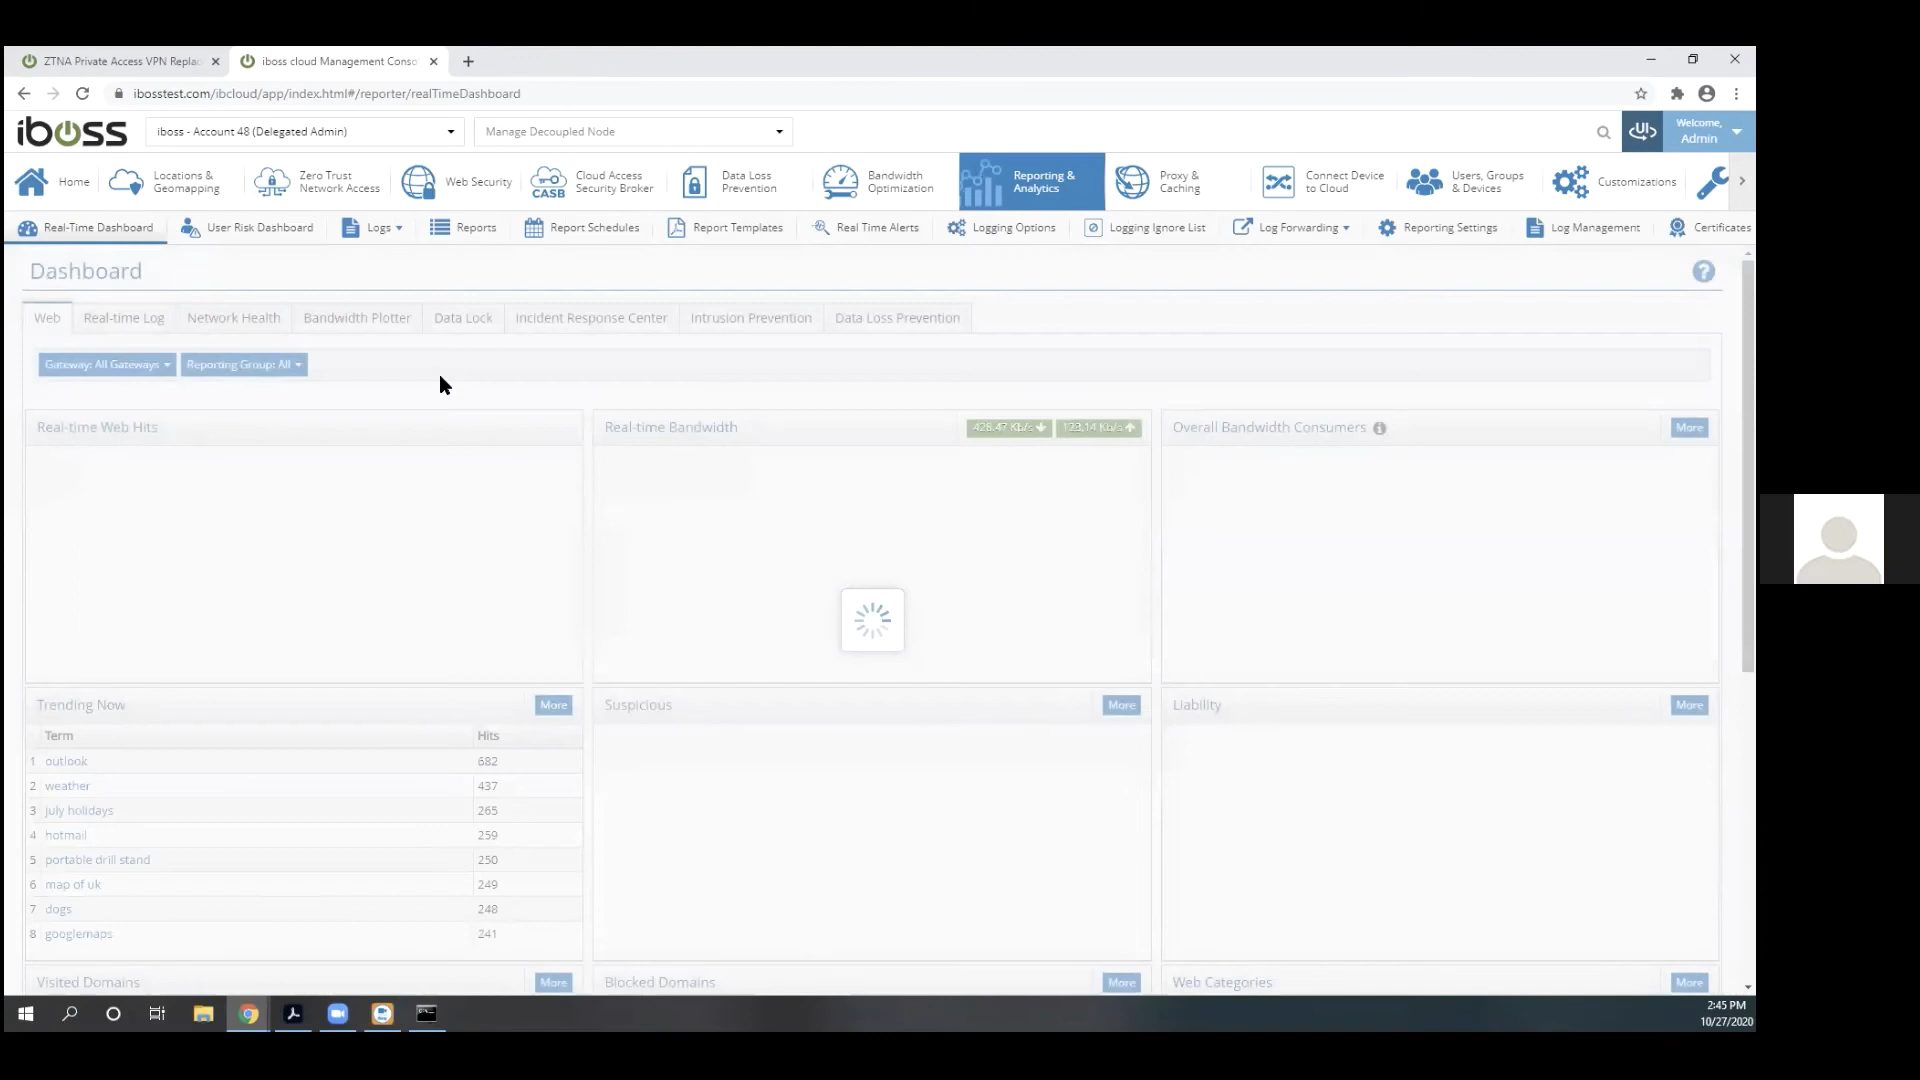 ZTNA Private Access VPN Replac
iboss cloud Management Conso
ibosstest.com/ibcloud/app/index.html#/reporter/realTimeDashboard
iboss
iboss - Account 48 (Delegated Admin)
Manage Decoupled Node
Welcome,
Admin
Home
Locations &
Geomapping
Zero Trust
Network Access
Web Security
CASB
Cloud Access
Security Broker
Data Loss
Prevention
Bandwidth
Optimization
Reporting &
Analytics
Proxy &
Caching
Connect Device
to Cloud
Users, Groups
& Devices
Customizations
Real-Time Dashboard
User Risk Dashboard
Logs
Reports
Report Schedules
Report Templates
Real Time Alerts
Logging Options
Logging Ignore List
Log Forwarding
Reporting Settings
Log Management
Certificates
Dashboard
?
Web
Real-time Log
Network Health
Bandwidth Plotter
Data Lock
Incident Response Center
Intrusion Prevention
Data Loss Prevention
Gateway: All Gateways
Reporting Group: All
Real-time Web Hits
Real-time Bandwidth
428.47 Kb/s
Overall Bandwidth Consumers
More
Trending Now
More
Suspicious
More
Liability
More
Term Hits
1 outlook 682
2 weather 437
3 july holidays 265
4 hotmail 259
5 portable drill stand 250
6 map of uk 249
7 dogs 248
8 googlemaps 241
Visited Domains
More
Blocked Domains
More
Web Categories
More
2:45 PM
10/27/2020